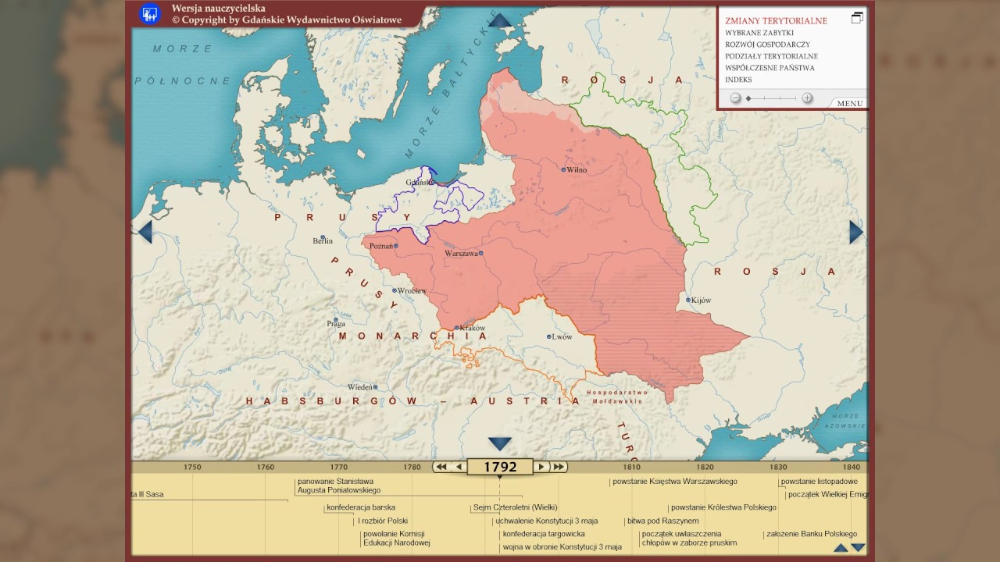 Wersja nauczycielska
© Copyright by Gdańskie Wydawnictwo Oświatowe
ZMIANY TERYTORIALNE
WYBRANE ZABYTKI
ROZWÓJ GOSPODARCZY
PODZIAŁY TERYTORIALNE
WSPÓŁCZESNE PAŃSTWA
INDEKS
MENU
MORZE
PÓŁNOCNE
MORZE BAŁTYCKIE
ROSJA
Wilno
Gdańsk
PRUSY
Berlin
Poznań
Warszawa
PRUSY
Wrocław
ROSJA
Kijów
Praga
Kraków
Lwów
MONARCHIA
Wiedeń
HABSBURGÓW – AUSTRIA
Hospodarstwo
Mołdawskie
MORZE
AZOWSKIE
TURC
1750
1760
1770
1780
1792
1810
1820
1830
1840
panowanie Stanisława
Augusta Poniatowskiego
powstanie Księstwa Warszawskiego
powstanie listopadowe
ta III Sasa
początek Wielkiej Emigr
konfederacja barska
Sejm Czteroletni (Wielki)
powstanie Królestwa Polskiego
I rozbiór Polski
uchwalenie Konstytucji 3 maja
bitwa pod Raszynem
powołanie Komisji
Edukacji Narodowej
konfederacja targowicka
początek uwłaszczenia
chłopów w zaborze pruskim
założenie Banku Polskiego
wojna w obronie Konstytucji 3 maja